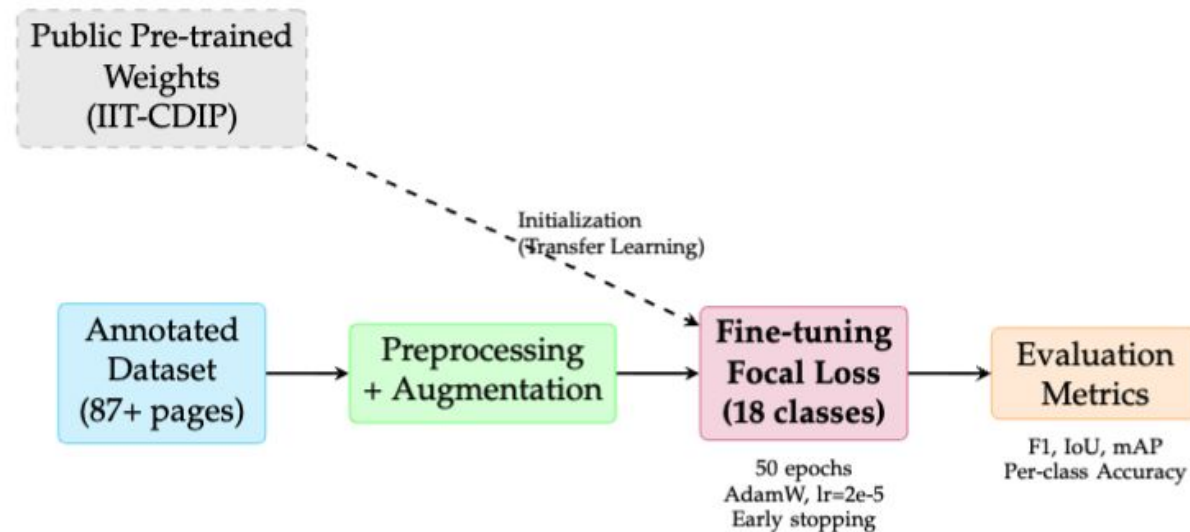 Public Pre-trained
Weights
(IIT-CDIP)
Initialization
(Transfer Learning)
Annotated
Dataset
(87+ pages)
Preprocessing
+ Augmentation
Fine-tuning
Focal Loss
(18 classes)
50 epochs
AdamW, lr=2e-5
Early stopping
Evaluation
Metrics
F1, IoU, mAP
Per-class Accuracy